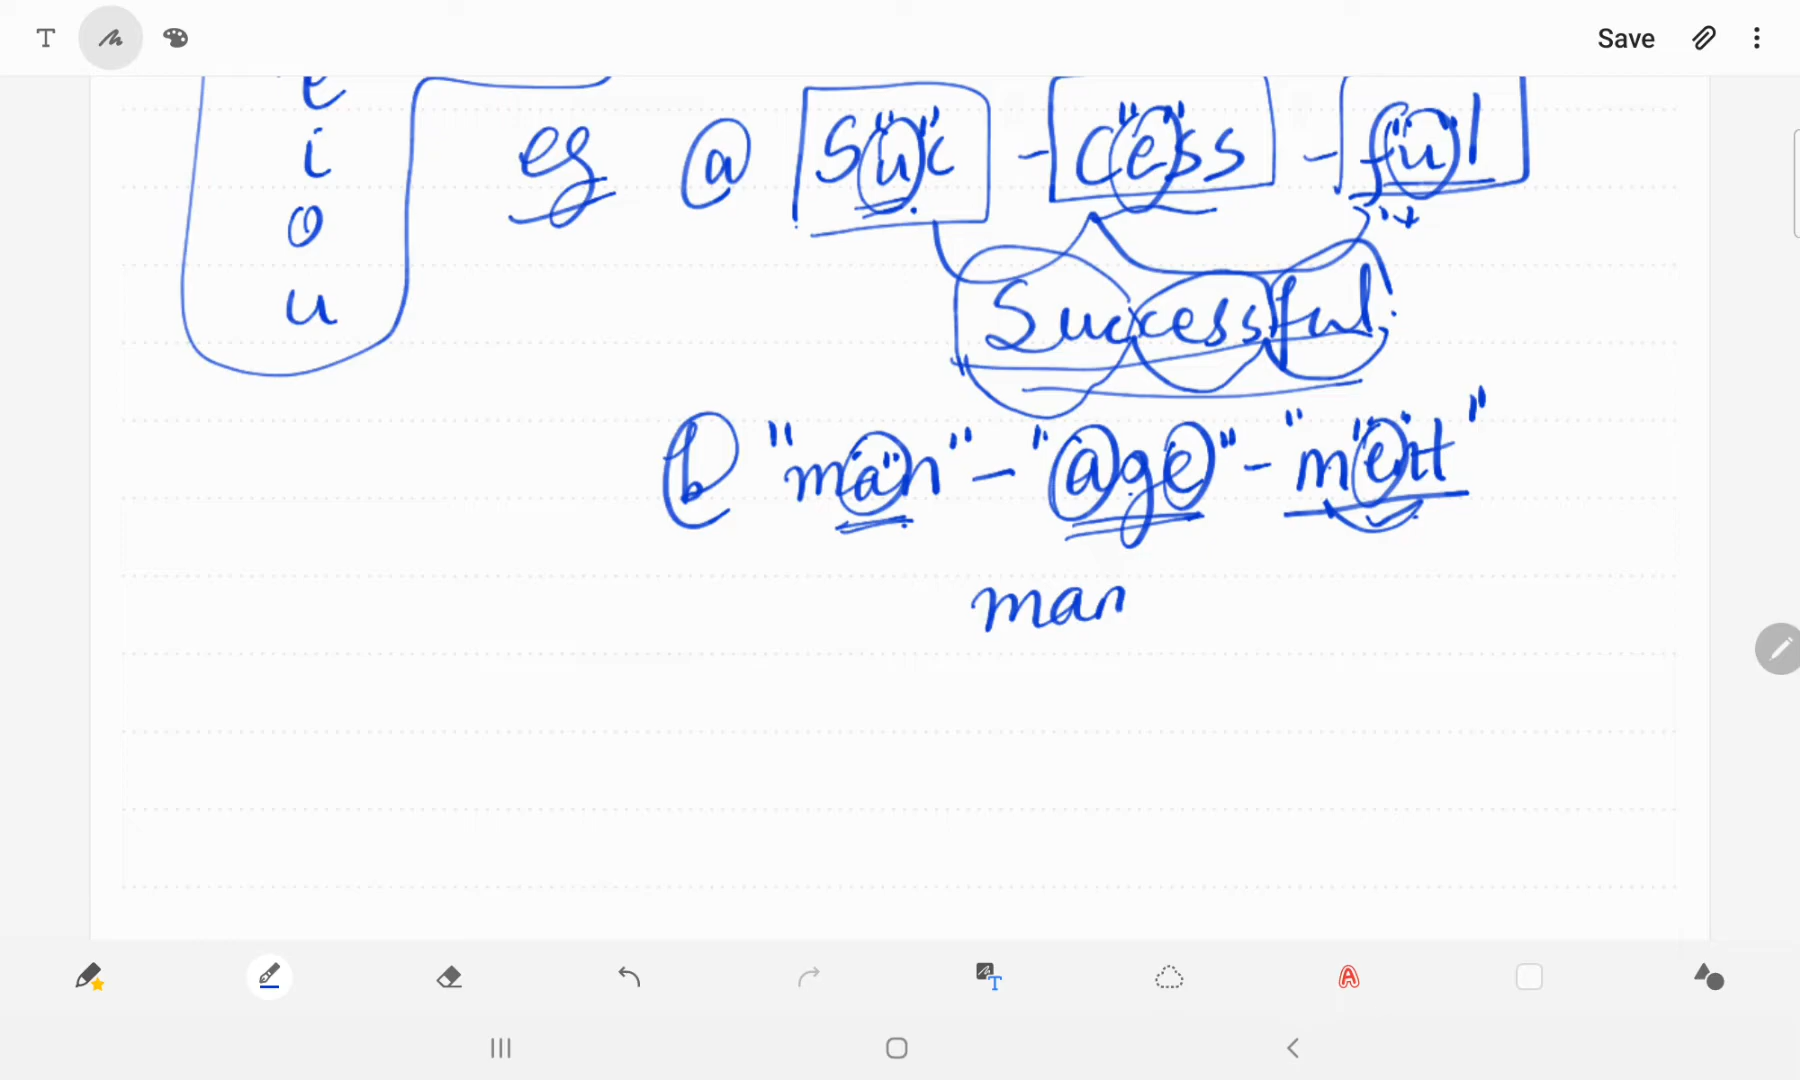 T Save
e
i
o
u
eg (a) Suc - cess - ful
Successful;
(b) "man" - "age" - "ment"
man
T
A